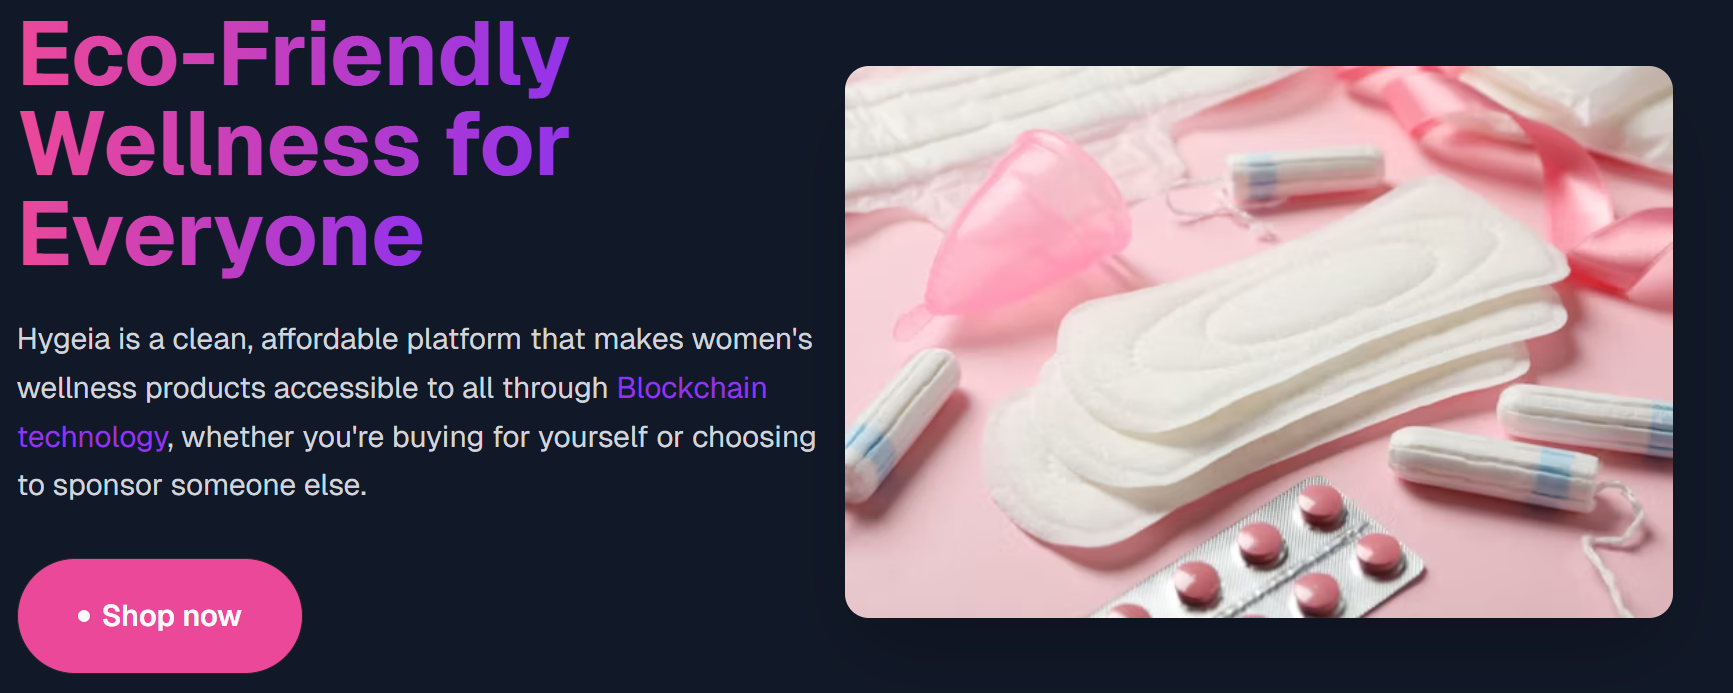 Eco-Friendly
Wellness for
Everyone
Hygeia is a clean, affordable platform that makes women's
wellness products accessible to all through Blockchain
technology, whether you're buying for yourself or choosing
to sponsor someone else.
Shop now